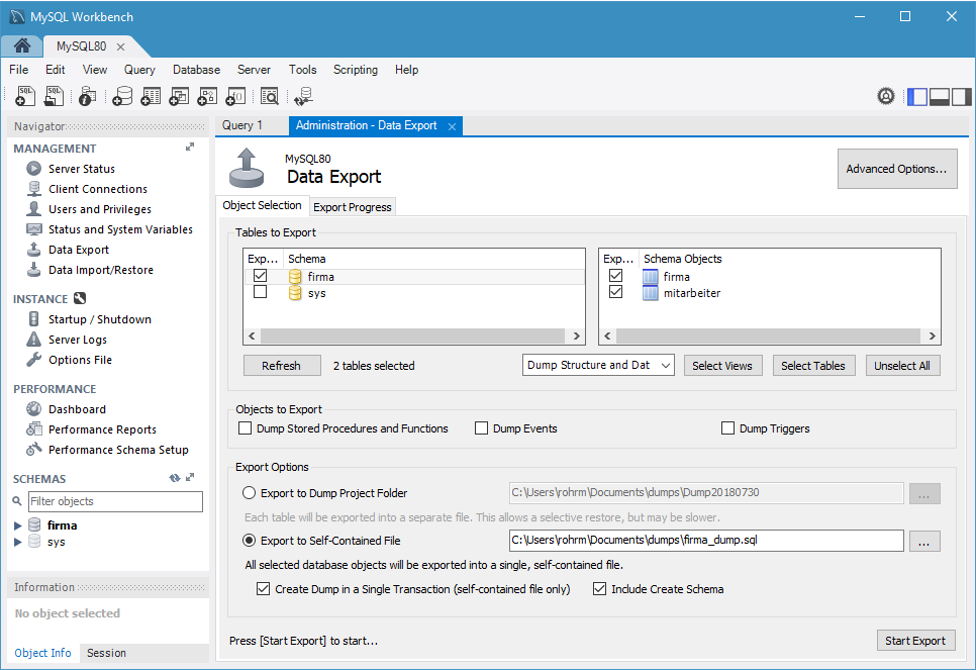 MySQL Workbench
MySQL80
File Edit View Query Database Server Tools Scripting Help
Navigator
MANAGEMENT
Server Status
Client Connections
Users and Privileges
Status and System Variables
Data Export
Data Import/Restore
INSTANCE
Startup / Shutdown
Server Logs
Options File
PERFORMANCE
Dashboard
Performance Reports
Performance Schema Setup
SCHEMAS
Filter objects
firma
sys
Information
No object selected
Object Info Session
Query 1 Administration - Data Export
MySQL80
Data Export
Advanced Options...
Object Selection Export Progress
Tables to Export
Exp... Schema
firma
sys
Exp... Schema Objects
firma
mitarbeiter
Refresh 2 tables selected Dump Structure and Dat Select Views Select Tables Unselect All
Objects to Export
Dump Stored Procedures and Functions Dump Events Dump Triggers
Export Options
Export to Dump Project Folder C:\Users\rohrm\Documents\dumps\Dump20180730 ...
Each table will be exported into a separate file. This allows a selective restore, but may be slower.
Export to Self-Contained File C:\Users\rohrm\Documents\dumps\firma_dump.sql ...
All selected database objects will be exported into a single, self-contained file.
Create Dump in a Single Transaction (self-contained file only) Include Create Schema
Press [Start Export] to start... Start Export